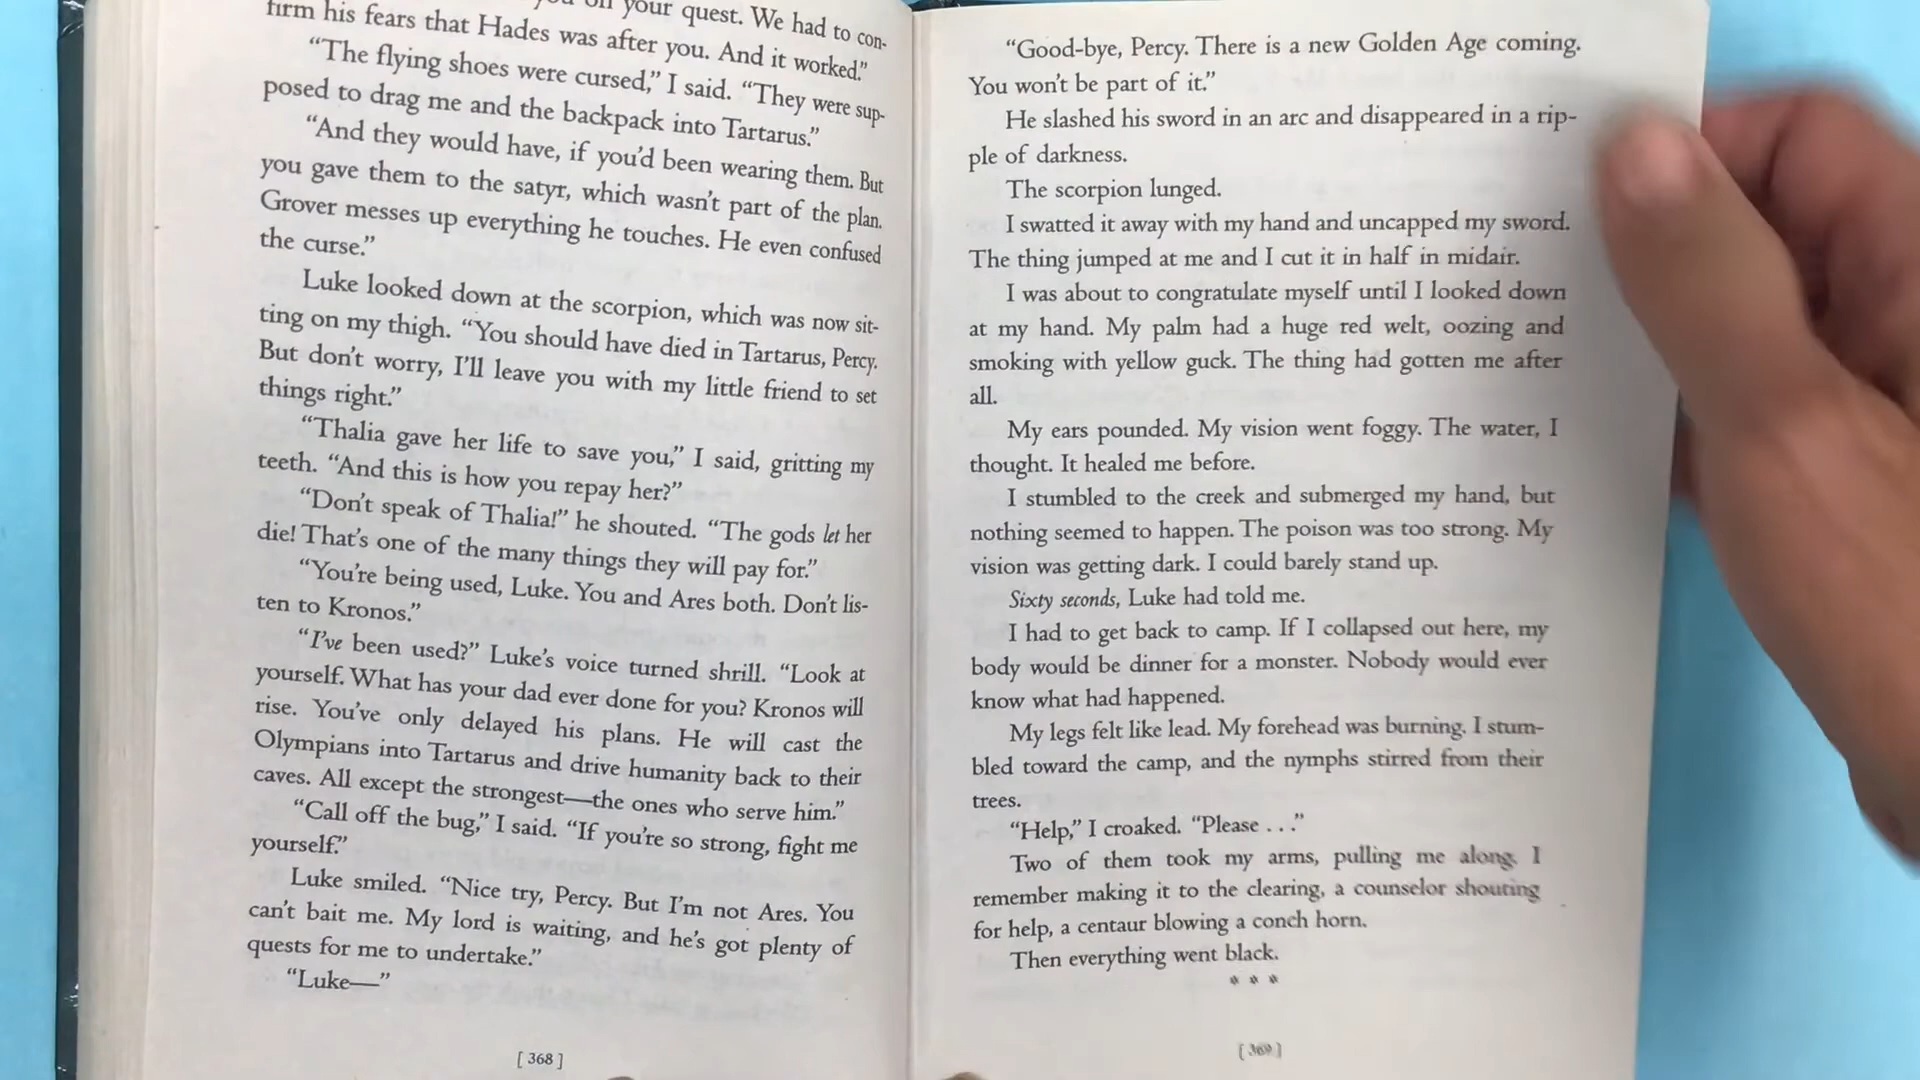 your quest. We had to con-
firm his fears that Hades was after you. And it worked.”
“The flying shoes were cursed,” I said. “They were sup-
posed to drag me and the backpack into Tartarus.”
“And they would have, if you’d been wearing them. But
you gave them to the satyr, which wasn’t part of the plan.
Grover messes up everything he touches. He even confused
the curse.”
Luke looked down at the scorpion, which was now sit-
ting on my thigh. “You should have died in Tartarus, Percy.
But don’t worry, I’ll leave you with my little friend to set
things right.”
“Thalia gave her life to save you,” I said, gritting my
teeth. “And this is how you repay her?”
“Don’t speak of Thalia!” he shouted. “The gods let her
die! That’s one of the many things they will pay for.”
“You’re being used, Luke. You and Ares both. Don’t lis-
ten to Kronos.”
“I’ve been used?” Luke’s voice turned shrill. “Look at
yourself. What has your dad ever done for you? Kronos will
rise. You’ve only delayed his plans. He will cast the
Olympians into Tartarus and drive humanity back to their
caves. All except the strongest—the ones who serve him.”
“Call off the bug,” I said. “If you’re so strong, fight me
yourself.”
Luke smiled. “Nice try, Percy. But I’m not Ares. You
can’t bait me. My lord is waiting, and he’s got plenty of
quests for me to undertake.”
“Luke—”
[ 368 ]
“Good-bye, Percy. There is a new Golden Age coming.
You won’t be part of it.”
He slashed his sword in an arc and disappeared in a rip-
ple of darkness.
The scorpion lunged.
I swatted it away with my hand and uncapped my sword.
The thing jumped at me and I cut it in half in midair.
I was about to congratulate myself until I looked down
at my hand. My palm had a huge red welt, oozing and
smoking with yellow guck. The thing had gotten me after
all.
My ears pounded. My vision went foggy. The water, I
thought. It healed me before.
I stumbled to the creek and submerged my hand, but
nothing seemed to happen. The poison was too strong. My
vision was getting dark. I could barely stand up.
Sixty seconds, Luke had told me.
I had to get back to camp. If I collapsed out here, my
body would be dinner for a monster. Nobody would ever
know what had happened.
My legs felt like lead. My forehead was burning. I stum-
bled toward the camp, and the nymphs stirred from their
trees.
“Help,” I croaked. “Please . . .”
Two of them took my arms, pulling me along. I
remember making it to the clearing, a counselor shouting
for help, a centaur blowing a conch horn.
Then everything went black.
* * *
[ 369 ]